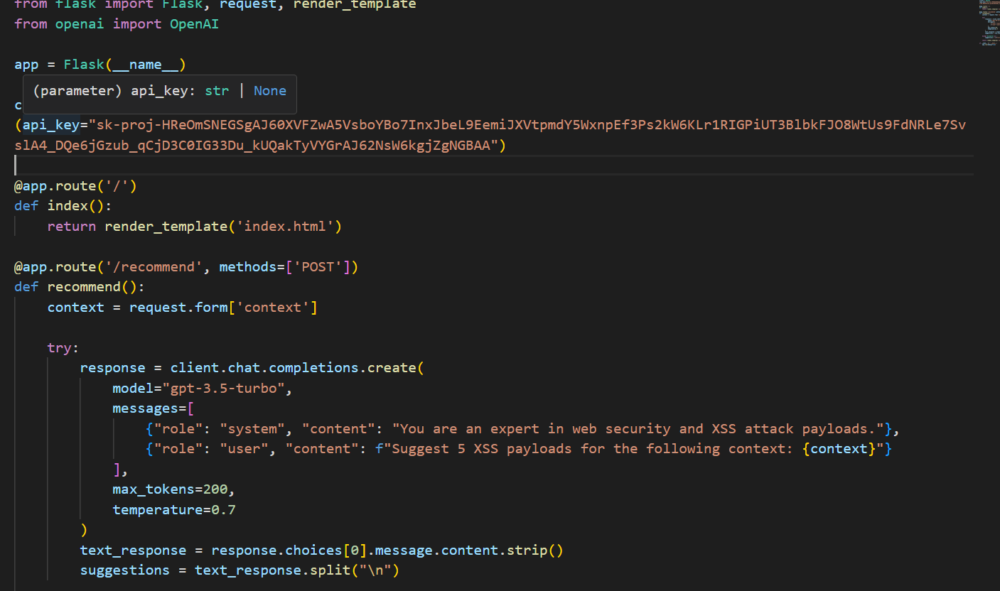 from flask import Flask, request, render_template
from openai import OpenAI
app = Flask(__name__)
(parameter) api_key: str | None
c
(api_key="[API key redacted]
")
@app.route('/')
def index():
return render_template('index.html')
@app.route('/recommend', methods=['POST'])
def recommend():
context = request.form['context']
try:
response = client.chat.completions.create(
model="gpt-3.5-turbo",
messages=[
{"role": "system", "content": "You are an expert in web security and XSS attack payloads."},
{"role": "user", "content": f"Suggest 5 XSS payloads for the following context: {context}"}
],
max_tokens=200,
temperature=0.7
)
text_response = response.choices[0].message.content.strip()
suggestions = text_response.split("\n")